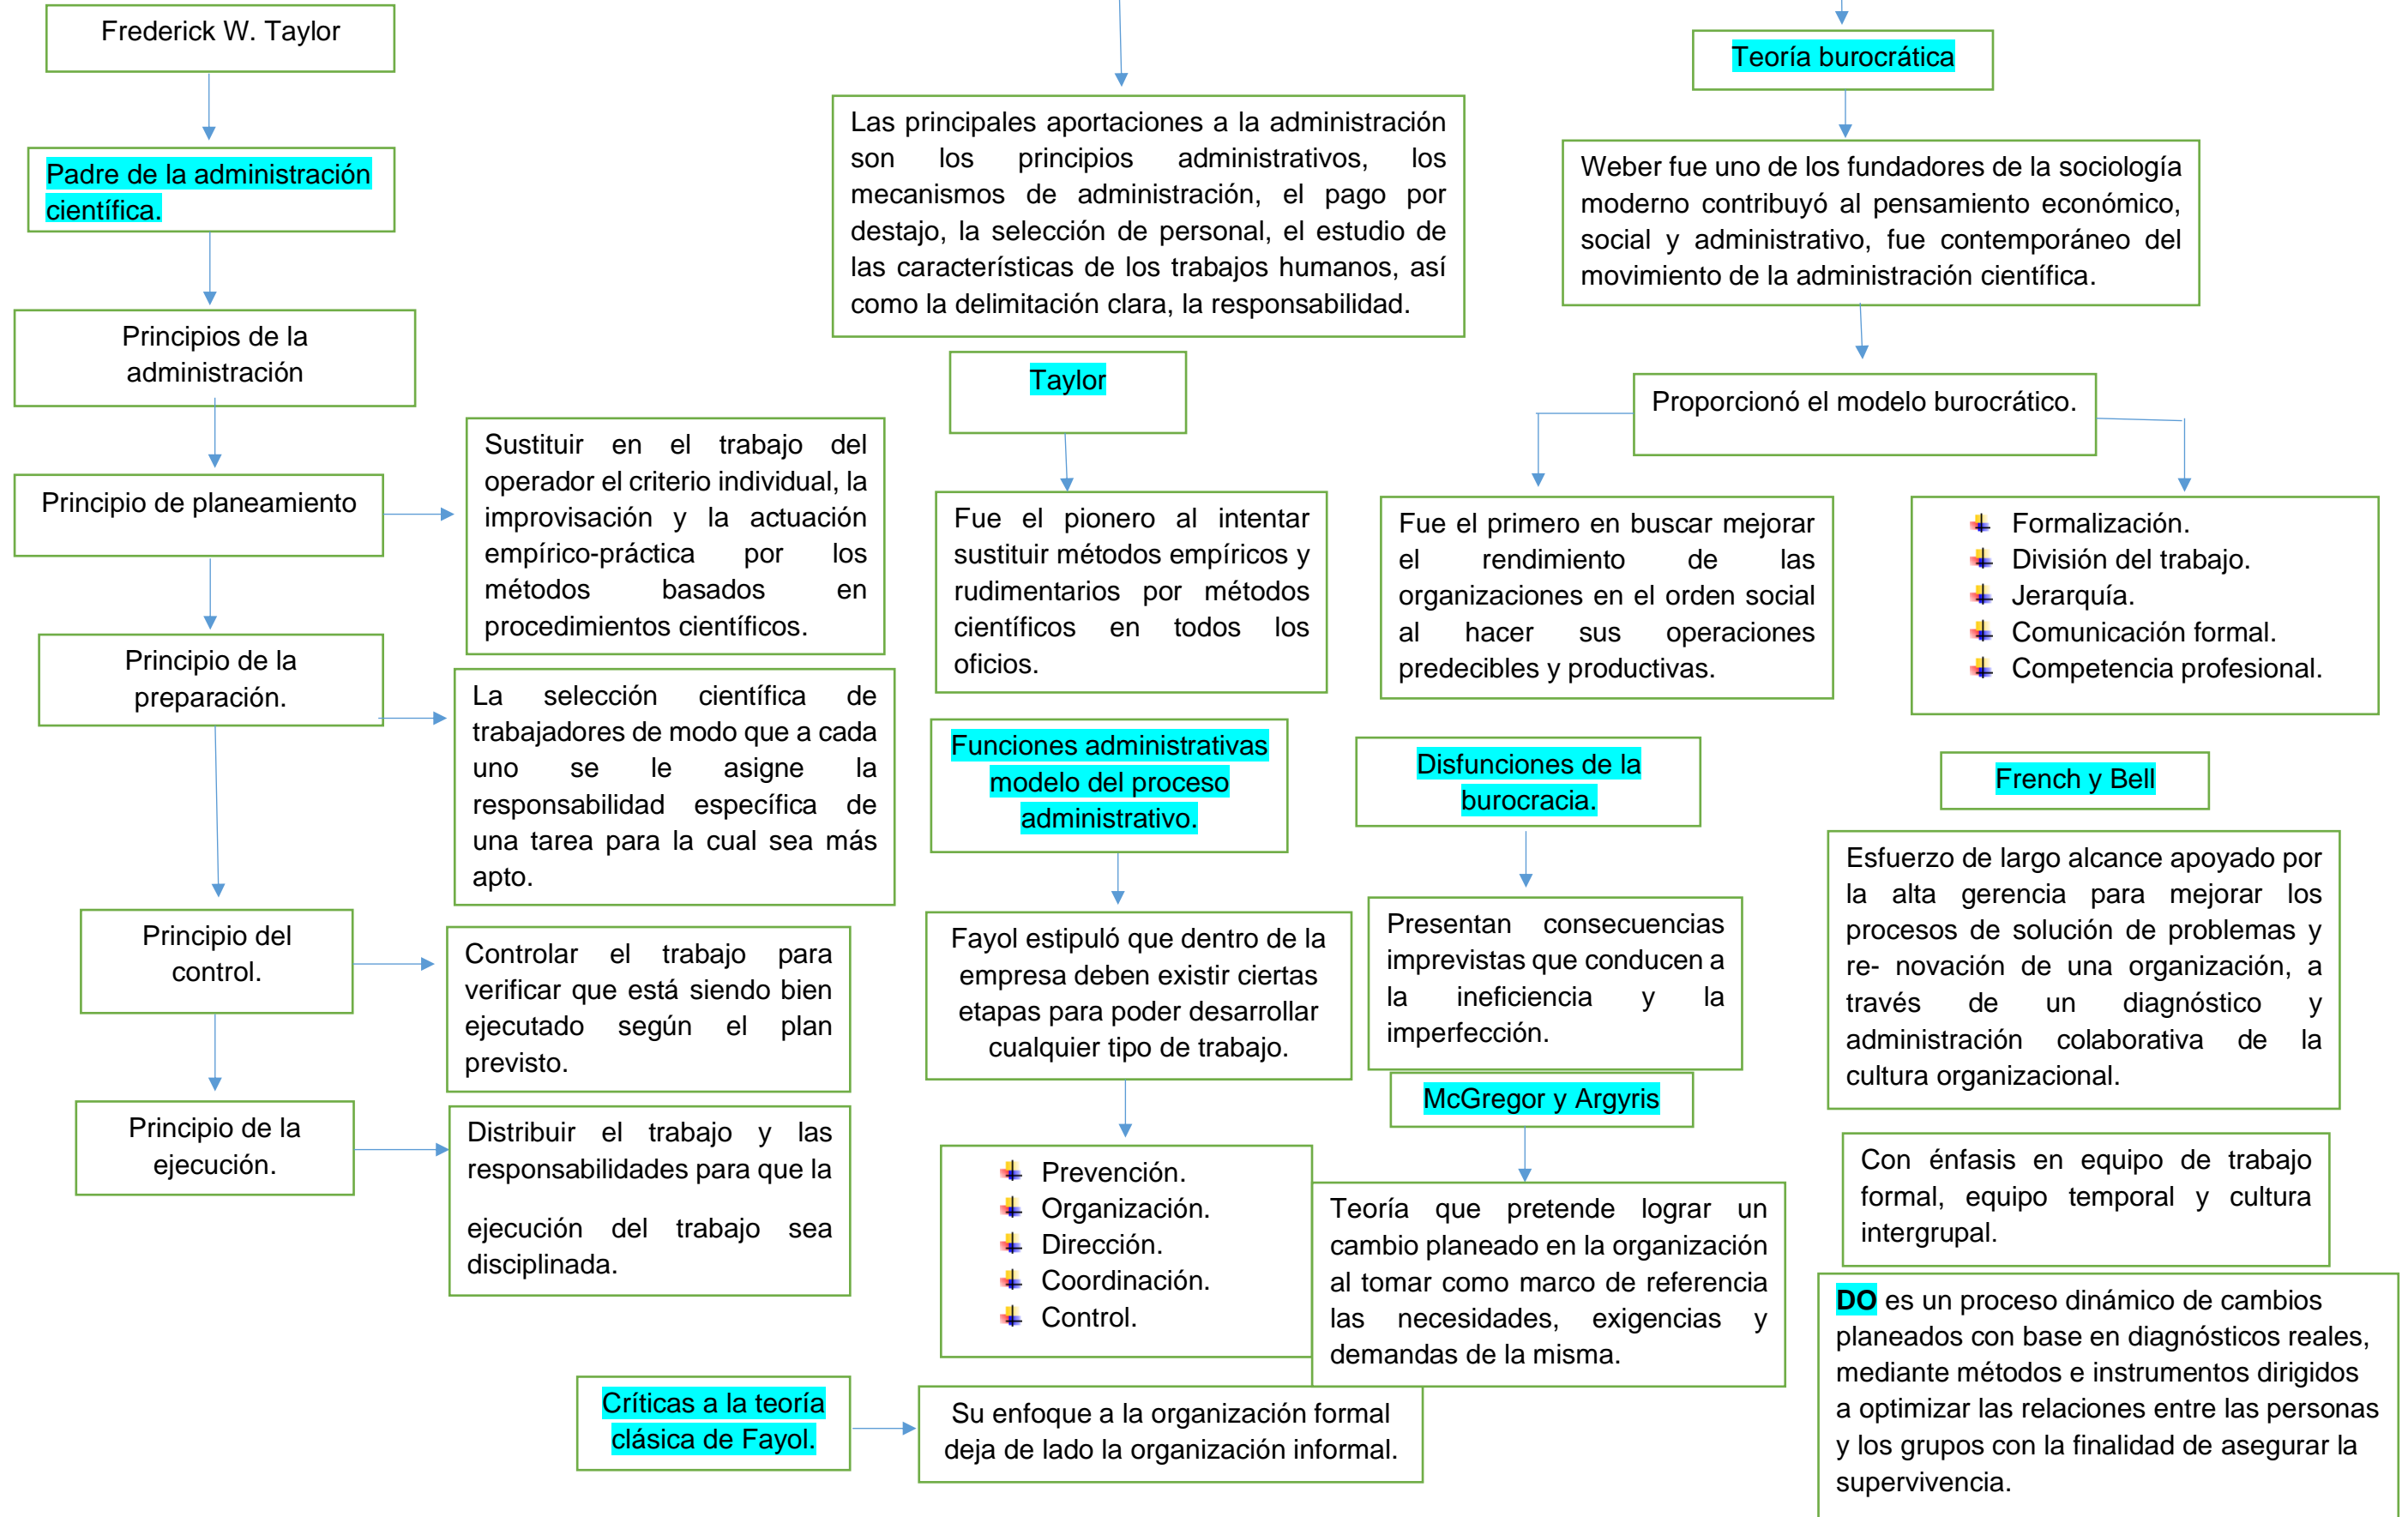 Frederick W. Taylor
Padre de la administración
científica.
Principios de la
administración
Principio de planeamiento
Sustituir en el trabajo del
operador el criterio individual, la
improvisación y la actuación
empírico-práctica por los
métodos basados en
procedimientos científicos.
Principio de la
preparación.
La selección científica de
trabajadores de modo que a cada
uno se le asigne la
responsabilidad específica de
una tarea para la cual sea más
apto.
Principio del
control.
Controlar el trabajo para
verificar que está siendo bien
ejecutado según el plan
previsto.
Principio de la
ejecución.
Distribuir el trabajo y las
responsabilidades para que la
ejecución del trabajo sea
disciplinada.
Las principales aportaciones a la administración
son los principios administrativos, los
mecanismos de administración, el pago por
destajo, la selección de personal, el estudio de
las características de los trabajos humanos, así
como la delimitación clara, la responsabilidad.
Taylor
Fue el pionero al intentar
sustituir métodos empíricos y
rudimentarios por métodos
científicos en todos los
oficios.
Funciones administrativas
modelo del proceso
administrativo.
Fayol estipuló que dentro de la
empresa deben existir ciertas
etapas para poder desarrollar
cualquier tipo de trabajo.
Prevención.
Organización.
Dirección.
Coordinación.
Control.
Críticas a la teoría
clásica de Fayol.
Su enfoque a la organización formal
deja de lado la organización informal.
Teoría burocrática
Weber fue uno de los fundadores de la sociología
moderno contribuyó al pensamiento económico,
social y administrativo, fue contemporáneo del
movimiento de la administración científica.
Proporcionó el modelo burocrático.
Fue el primero en buscar mejorar
el rendimiento de las
organizaciones en el orden social
al hacer sus operaciones
predecibles y productivas.
Formalización.
División del trabajo.
Jerarquía.
Comunicación formal.
Competencia profesional.
Disfunciones de la
burocracia.
Presentan consecuencias
imprevistas que conducen a
la ineficiencia y la
imperfección.
McGregor y Argyris
Teoría que pretende lograr un
cambio planeado en la organización
al tomar como marco de referencia
las necesidades, exigencias y
demandas de la misma.
French y Bell
Esfuerzo de largo alcance apoyado por
la alta gerencia para mejorar los
procesos de solución de problemas y
re- novación de una organización, a
través de un diagnóstico y
administración colaborativa de la
cultura organizacional.
Con énfasis en equipo de trabajo
formal, equipo temporal y cultura
intergrupal.
DO es un proceso dinámico de cambios
planeados con base en diagnósticos reales,
mediante métodos e instrumentos dirigidos
a optimizar las relaciones entre las personas
y los grupos con la finalidad de asegurar la
supervivencia.